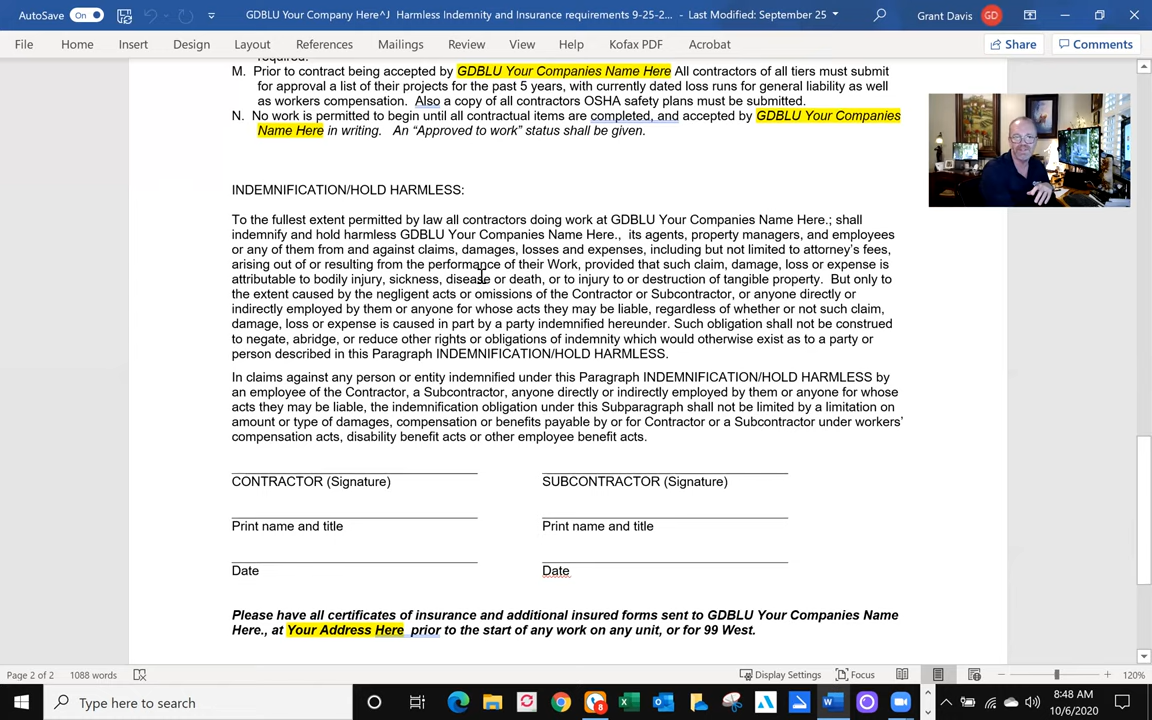 AutoSave On GDBLU Your Company Here^J Harmless Indemnity and Insurance requirements 9-25-2... - Last Modified: September 25 Grant Davis GD
File Home Insert Design Layout References Mailings Review View Help Kofax PDF Acrobat Share Comments
required.
M. Prior to contract being accepted by GDBLU Your Companies Name Here All contractors of all tiers must submit
for approval a list of their projects for the past 5 years, with currently dated loss runs for general liability as well
as workers compensation. Also a copy of all contractors OSHA safety plans must be submitted.
N. No work is permitted to begin until all contractual items are completed, and accepted by GDBLU Your Companies
Name Here in writing. An “Approved to work” status shall be given.
INDEMNIFICATION/HOLD HARMLESS:
To the fullest extent permitted by law all contractors doing work at GDBLU Your Companies Name Here.; shall
indemnify and hold harmless GDBLU Your Companies Name Here., its agents, property managers, and employees
or any of them from and against claims, damages, losses and expenses, including but not limited to attorney’s fees,
arising out of or resulting from the performance of their Work, provided that such claim, damage, loss or expense is
attributable to bodily injury, sickness, disease or death, or to injury to or destruction of tangible property. But only to
the extent caused by the negligent acts or omissions of the Contractor or Subcontractor, or anyone directly or
indirectly employed by them or anyone for whose acts they may be liable, regardless of whether or not such claim,
damage, loss or expense is caused in part by a party indemnified hereunder. Such obligation shall not be construed
to negate, abridge, or reduce other rights or obligations of indemnity which would otherwise exist as to a party or
person described in this Paragraph INDEMNIFICATION/HOLD HARMLESS.
In claims against any person or entity indemnified under this Paragraph INDEMNIFICATION/HOLD HARMLESS by
an employee of the Contractor, a Subcontractor, anyone directly or indirectly employed by them or anyone for whose
acts they may be liable, the indemnification obligation under this Subparagraph shall not be limited by a limitation on
amount or type of damages, compensation or benefits payable by or for Contractor or a Subcontractor under workers’
compensation acts, disability benefit acts or other employee benefit acts.
CONTRACTOR (Signature) SUBCONTRACTOR (Signature)
Print name and title Print name and title
Date Date
Please have all certificates of insurance and additional insured forms sent to GDBLU Your Companies Name
Here., at Your Address Here prior to the start of any work on any unit, or for 99 West.
Page 2 of 2 1088 words Display Settings Focus 120%
Type here to search 8 8:48 AM
10/6/2020